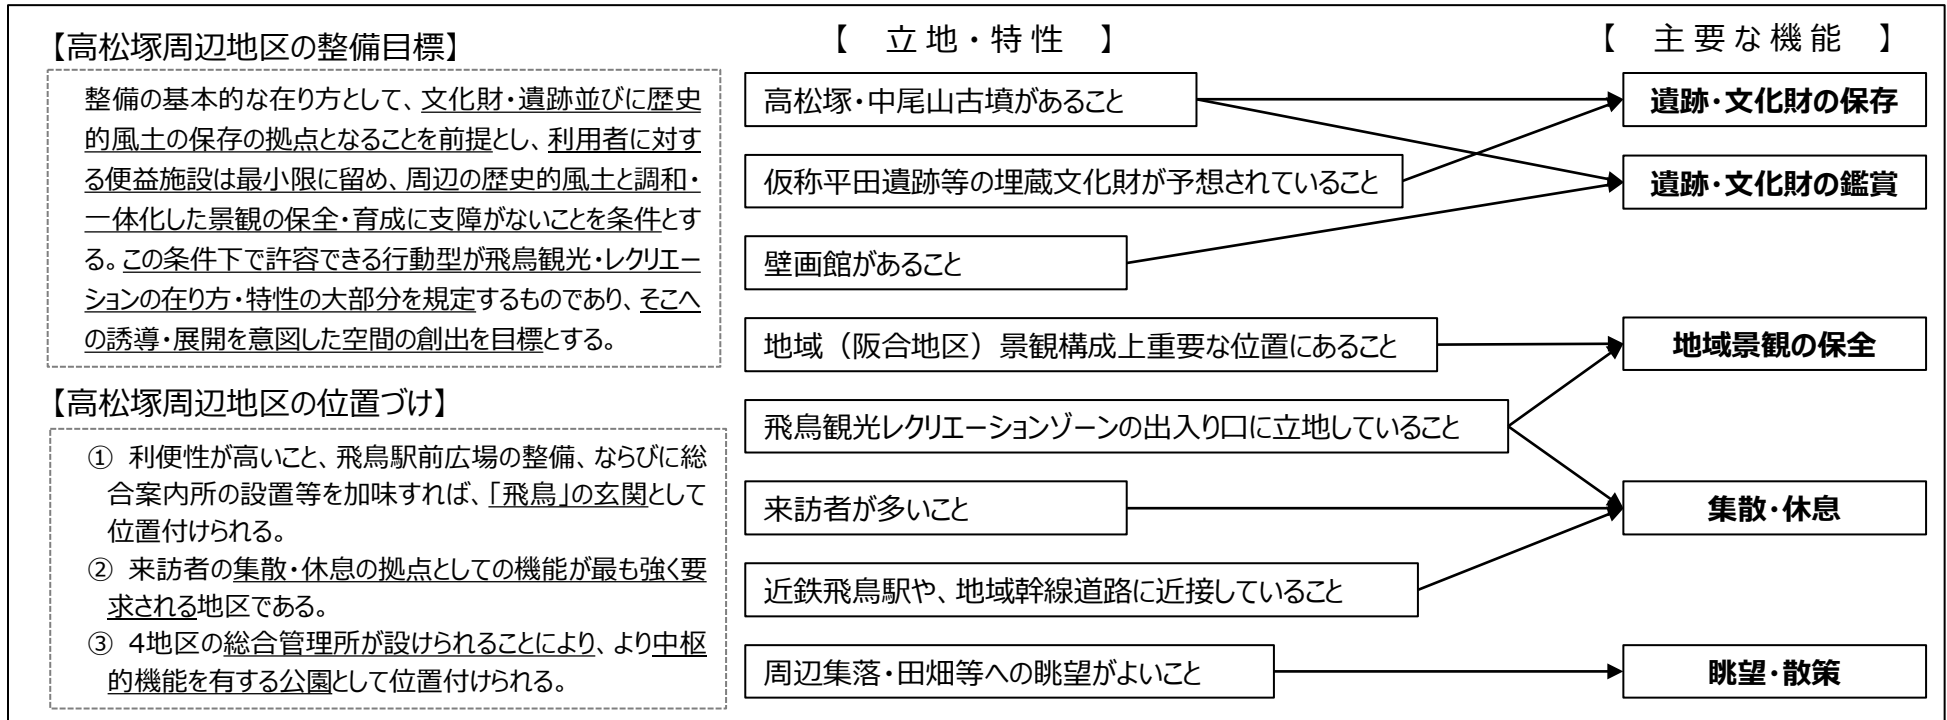 【高松塚周辺地区の整備目標】
整備の基本的な在り方として、文化財・遺跡並びに歴史
的風土の保存の拠点となることを前提とし、利用者に対す
る便益施設は最小限に留め、周辺の歴史的風土と調和・
一体化した景観の保全・育成に支障がないことを条件とす
る。この条件下で許容できる行動型が飛鳥観光・レクリエー
ションの在り方・特性の大部分を規定するものであり、そこへ
の誘導・展開を意図した空間の創出を目標とする。
【高松塚周辺地区の位置づけ】
① 利便性が高いこと、飛鳥駅前広場の整備、ならびに総
合案内所の設置等を加味すれば、「飛鳥」の玄関として
位置付けられる。
② 来訪者の集散・休息の拠点としての機能が最も強く要
求される地区である。
③ 4地区の総合管理所が設けられることにより、より中枢
的機能を有する公園として位置付けられる。
【 立地・特性 】
高松塚・中尾山古墳があること
仮称平田遺跡等の埋蔵文化財が予想されていること
壁画館があること
地域（阪合地区）景観構成上重要な位置にあること
飛鳥観光レクリエーションゾーンの出入り口に立地していること
来訪者が多いこと
近鉄飛鳥駅や、地域幹線道路に近接していること
周辺集落・田畑等への眺望がよいこと
【 主要な機能 】
遺跡・文化財の保存
遺跡・文化財の鑑賞
地域景観の保全
集散・休息
眺望・散策